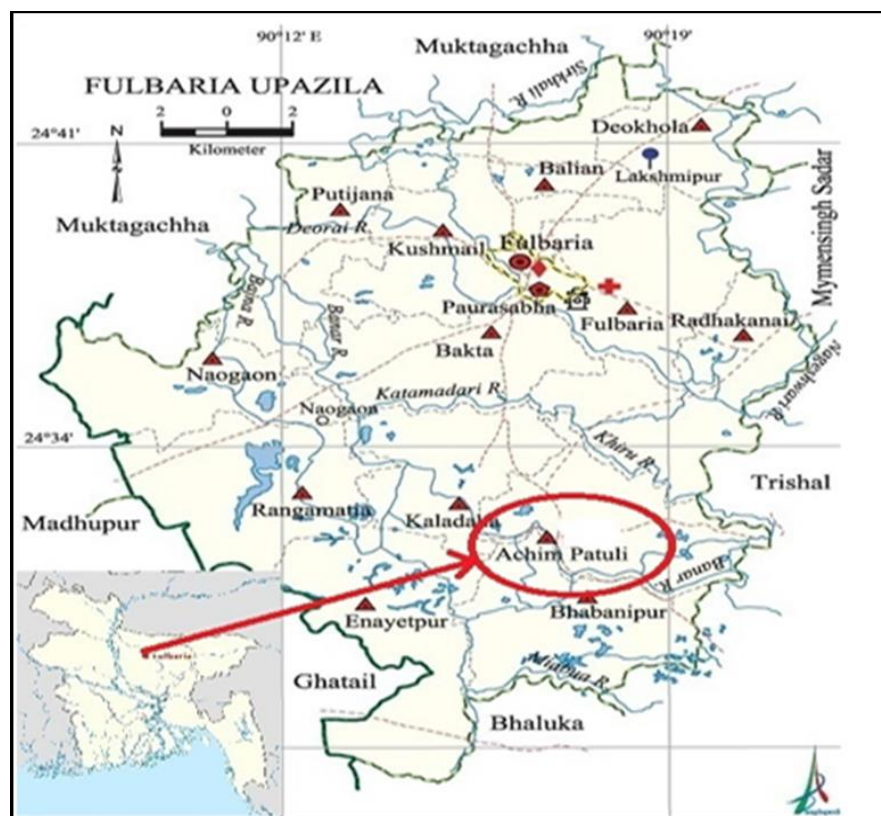 90°12' E
90°19'
Muktagachha
Sirkhali R.
FULBARIA UPAZILA
2 0 2
Kilometer
N
24°41'
Deokhola
Lakshmipur
Balian
Mymensingh Sadar
Putijana
Deorai R.
Muktagachha
Kushmail
Fulbaria
Paurasabha
Fulbaria
Radhakanai
Bajna R.
Banar R.
Bakta
Nageshwari R.
Naogaon
Katamadari R.
Naogaon
24°34'
Khiru R.
Trishal
Rangamatia
Madhupur
Achim Patuli
Banar R.
Enayetpur
Bhabanipur
Fulbaria
Ghatail
Bhaluka